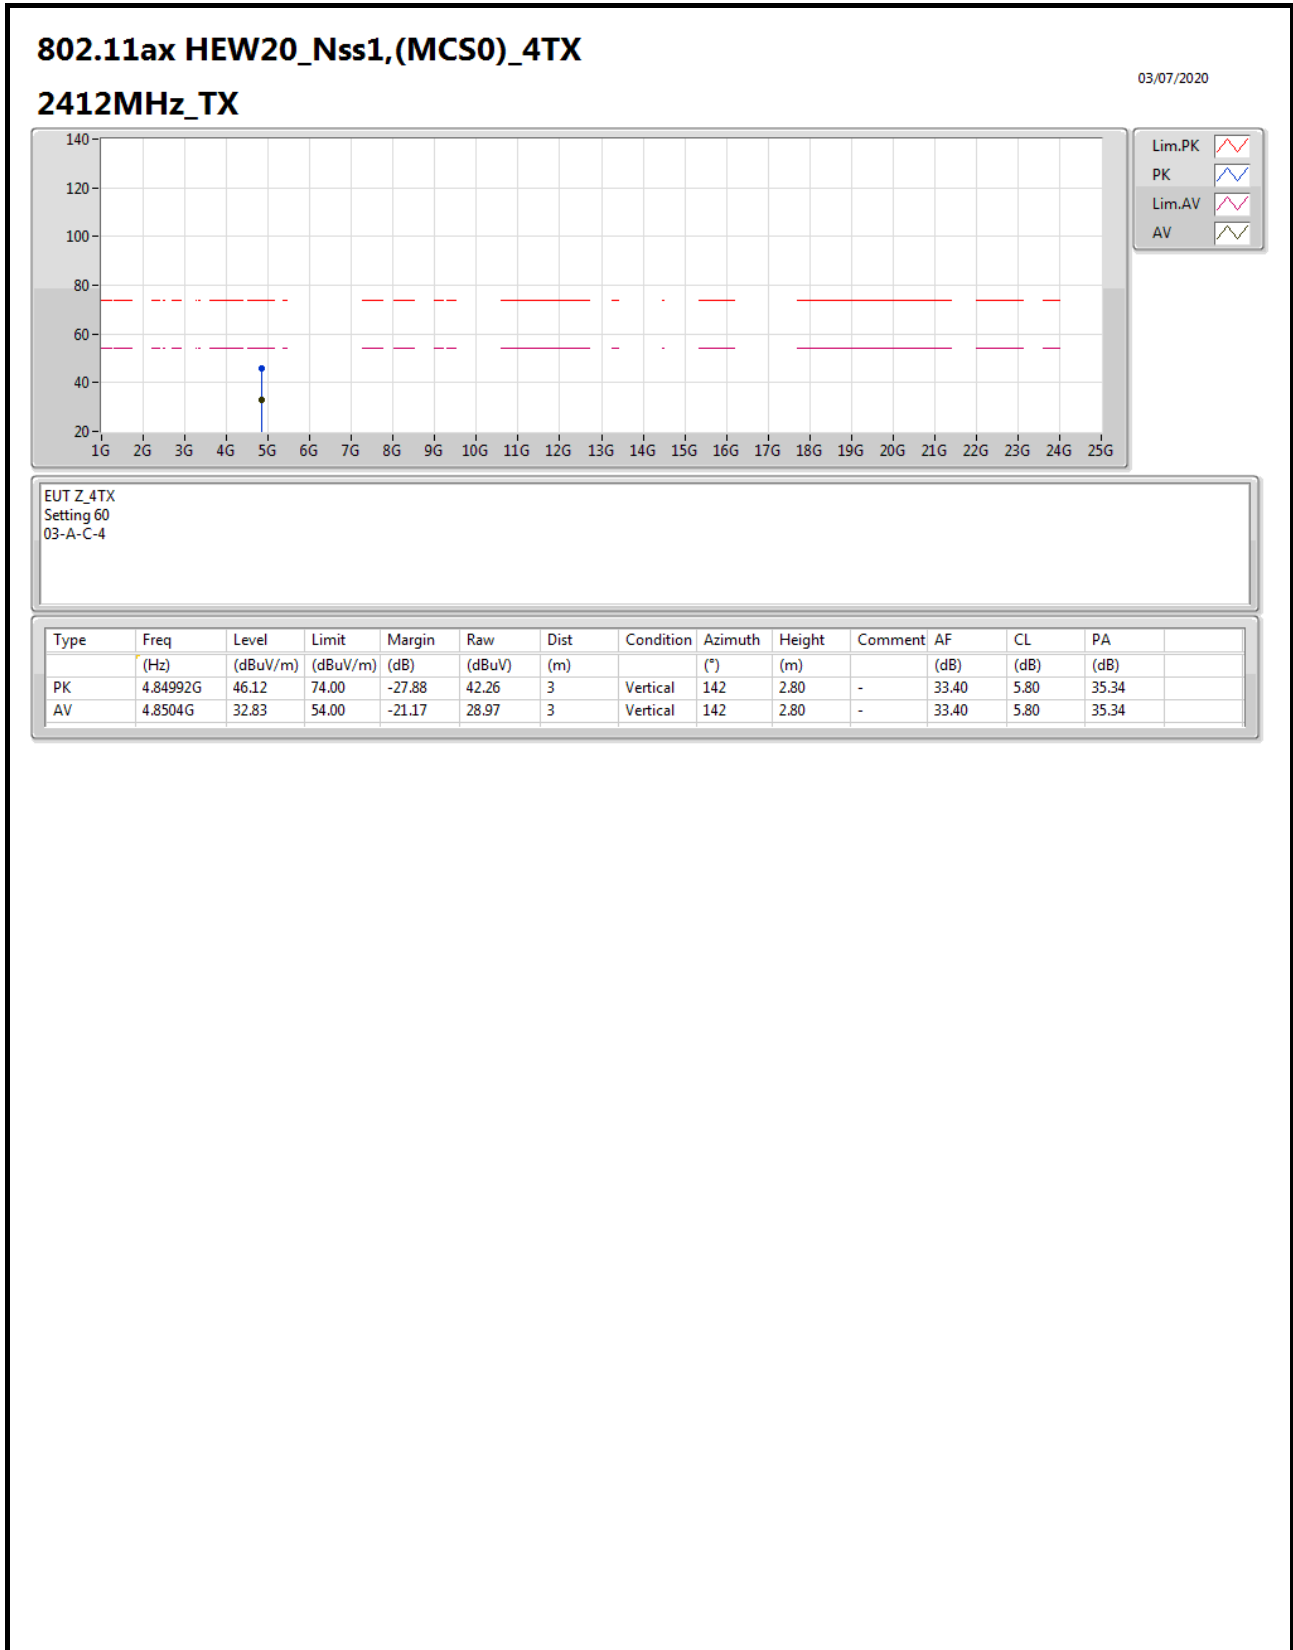 802.11ax HEW20_Nss1,(MCS0)_4TX
03/07/2020
2412MHz_TX
140
120
100
80
60
40
20
1G 2G 3G 4G 5G 6G 7G 8G 9G 10G 11G 12G 13G 14G 15G 16G 17G 18G 19G 20G 21G 22G 23G 24G 25G
Lim.PK
PK
Lim.AV
AV
EUT Z_4TX
Setting 60
03-A-C-4
Type Freq Level Limit Margin Raw Dist Condition Azimuth Height Comment AF CL PA
(Hz) (dBuV/m) (dBuV/m) (dB) (dBuV) (m) (°) (m) (dB) (dB) (dB)
PK 4.84992G 46.12 74.00 -27.88 42.26 3 Vertical 142 2.80 - 33.40 5.80 35.34
AV 4.8504G 32.83 54.00 -21.17 28.97 3 Vertical 142 2.80 - 33.40 5.80 35.34